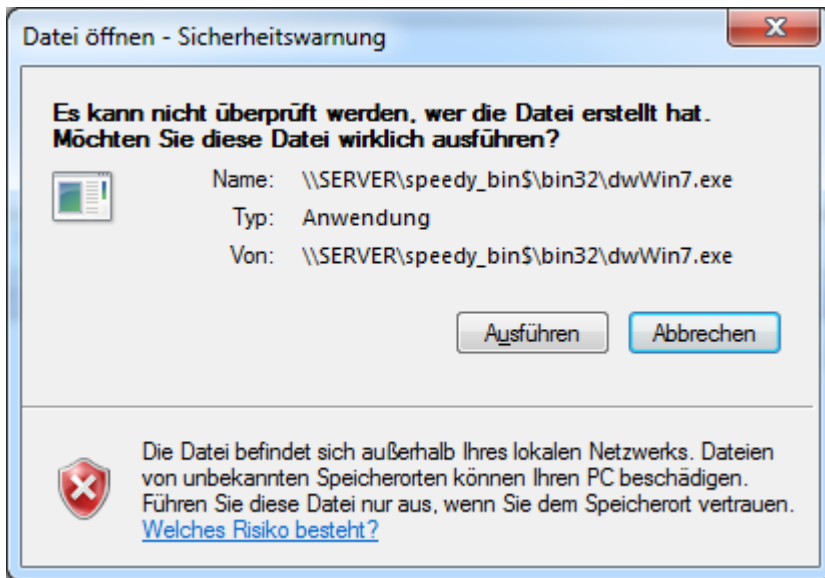 Datei öffnen - Sicherheitswarnung
Es kann nicht überprüft werden, wer die Datei erstellt hat.
Möchten Sie diese Datei wirklich ausführen?
Name: \\SERVER\speedy_bin$\bin32\dwWin7.exe
Typ: Anwendung
Von: \\SERVER\speedy_bin$\bin32\dwWin7.exe
Ausführen Abbrechen
Die Datei befindet sich außerhalb Ihres lokalen Netzwerks. Dateien
von unbekannten Speicherorten können Ihren PC beschädigen.
Führen Sie diese Datei nur aus, wenn Sie dem Speicherort vertrauen.
Welches Risiko besteht?